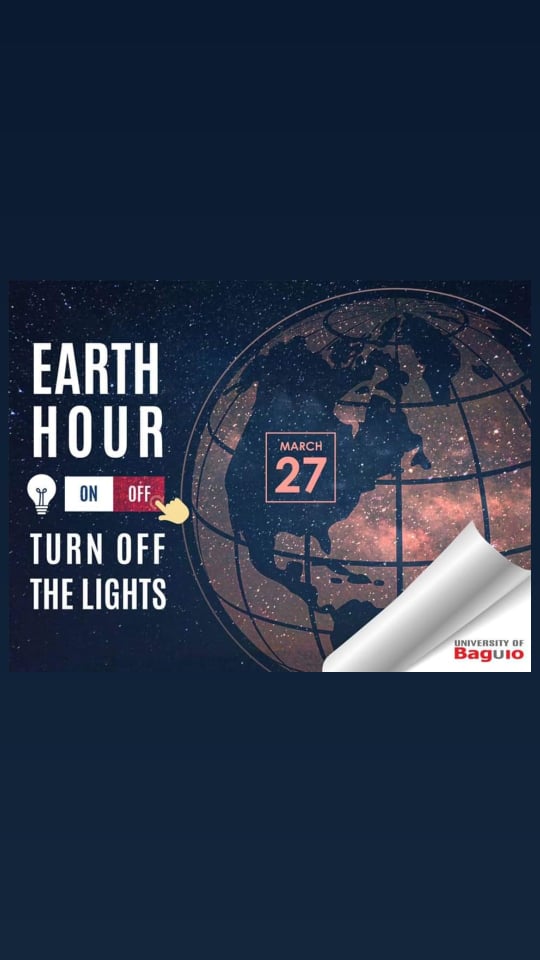 EARTH
HOUR
ON OFF
TURN OFF
THE LIGHTS
MARCH
27
UNIVERSITY OF
Baguio